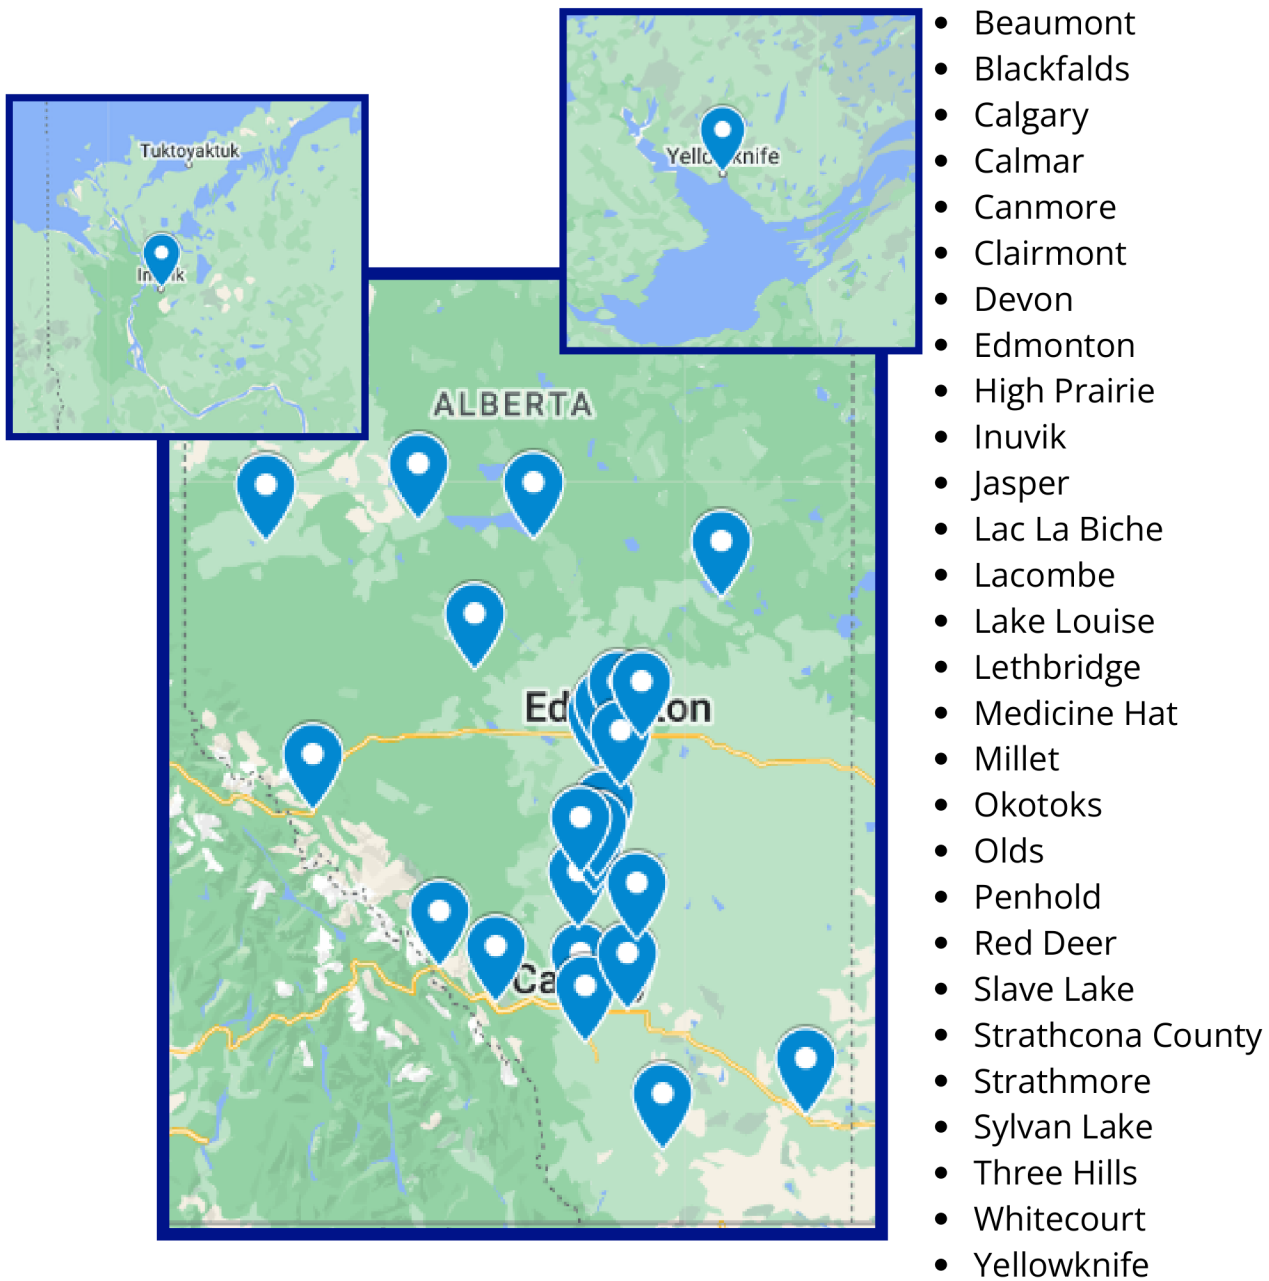 Tuktoyaktuk
Inuvik
Yellowknife
ALBERTA
• Beaumont
• Blackfalds
• Calgary
• Calmar
• Canmore
• Clairmont
• Devon
• Edmonton
• High Prairie
• Inuvik
• Jasper
• Lac La Biche
• Lacombe
• Lake Louise
• Lethbridge
• Medicine Hat
• Millet
• Okotoks
• Olds
• Penhold
• Red Deer
• Slave Lake
• Strathcona County
• Strathmore
• Sylvan Lake
• Three Hills
• Whitecourt
• Yellowknife